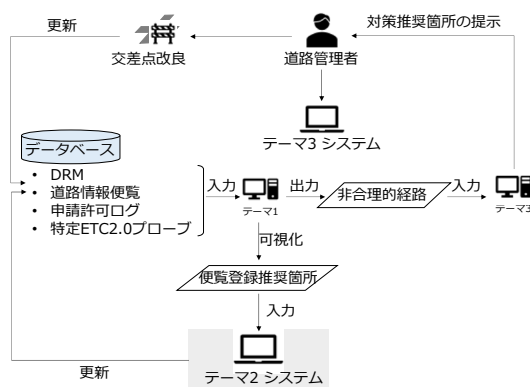 更新
対策推奨箇所の提示
交差点改良
道路管理者
テーマ3 システム
データベース
• DRM
• 道路情報便覧
• 申請許可ログ
• 特定ETC2.0プローブ
入力
テーマ1
出力
非合理的経路
入力
テーマ3
可視化
便覧登録推奨箇所
入力
更新
テーマ2 システム